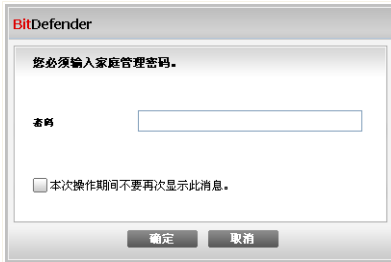 BitDefender
您必须输入家庭管理密码。
密码
本次操作期间不要再次显示此消息。
确定
取消